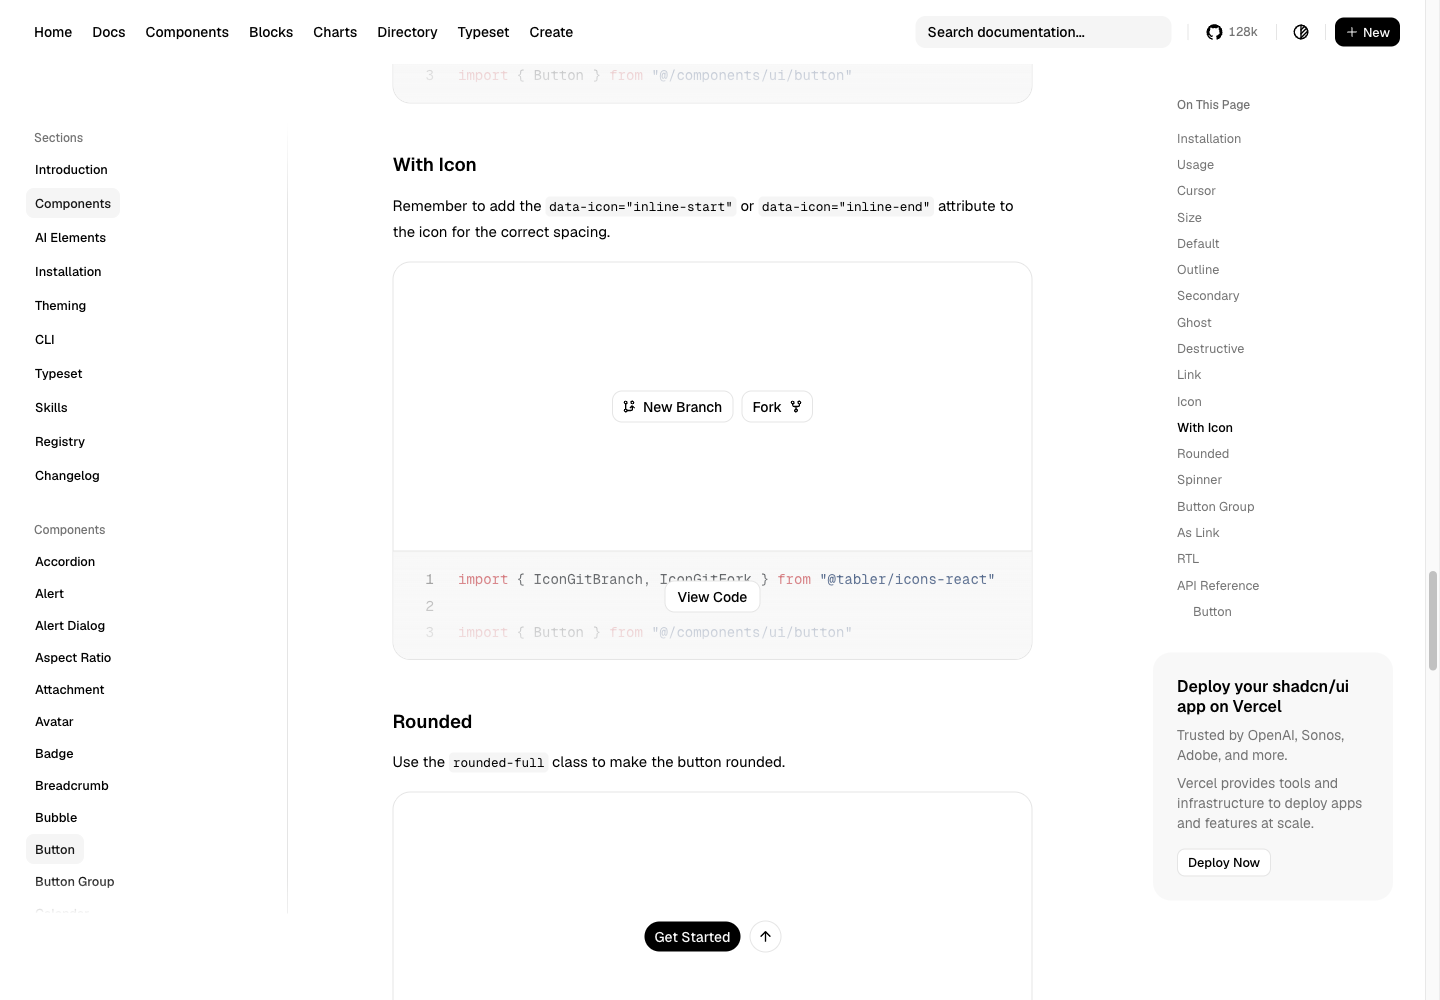 Home Docs Components Blocks Charts Directory Typeset Create
Search documentation...
128k
New
Sections
Introduction
Components
AI Elements
Installation
Theming
CLI
Typeset
Skills
Registry
Changelog
Components
Accordion
Alert
Alert Dialog
Aspect Ratio
Attachment
Avatar
Badge
Breadcrumb
Bubble
Button
Button Group
3 import { Button } from "@/components/ui/button"
With Icon
Remember to add the data-icon="inline-start" or data-icon="inline-end" attribute to
the icon for the correct spacing.
New Branch Fork
1 import { IconGitBranch, IconGitFork } from "@tabler/icons-react"
2
View Code
3 import { Button } from "@/components/ui/button"
Rounded
Use the rounded-full class to make the button rounded.
Get Started
On This Page
Installation
Usage
Cursor
Size
Default
Outline
Secondary
Ghost
Destructive
Link
Icon
With Icon
Rounded
Spinner
Button Group
As Link
RTL
API Reference
Button
Deploy your shadcn/ui
app on Vercel
Trusted by OpenAI, Sonos,
Adobe, and more.
Vercel provides tools and
infrastructure to deploy apps
and features at scale.
Deploy Now